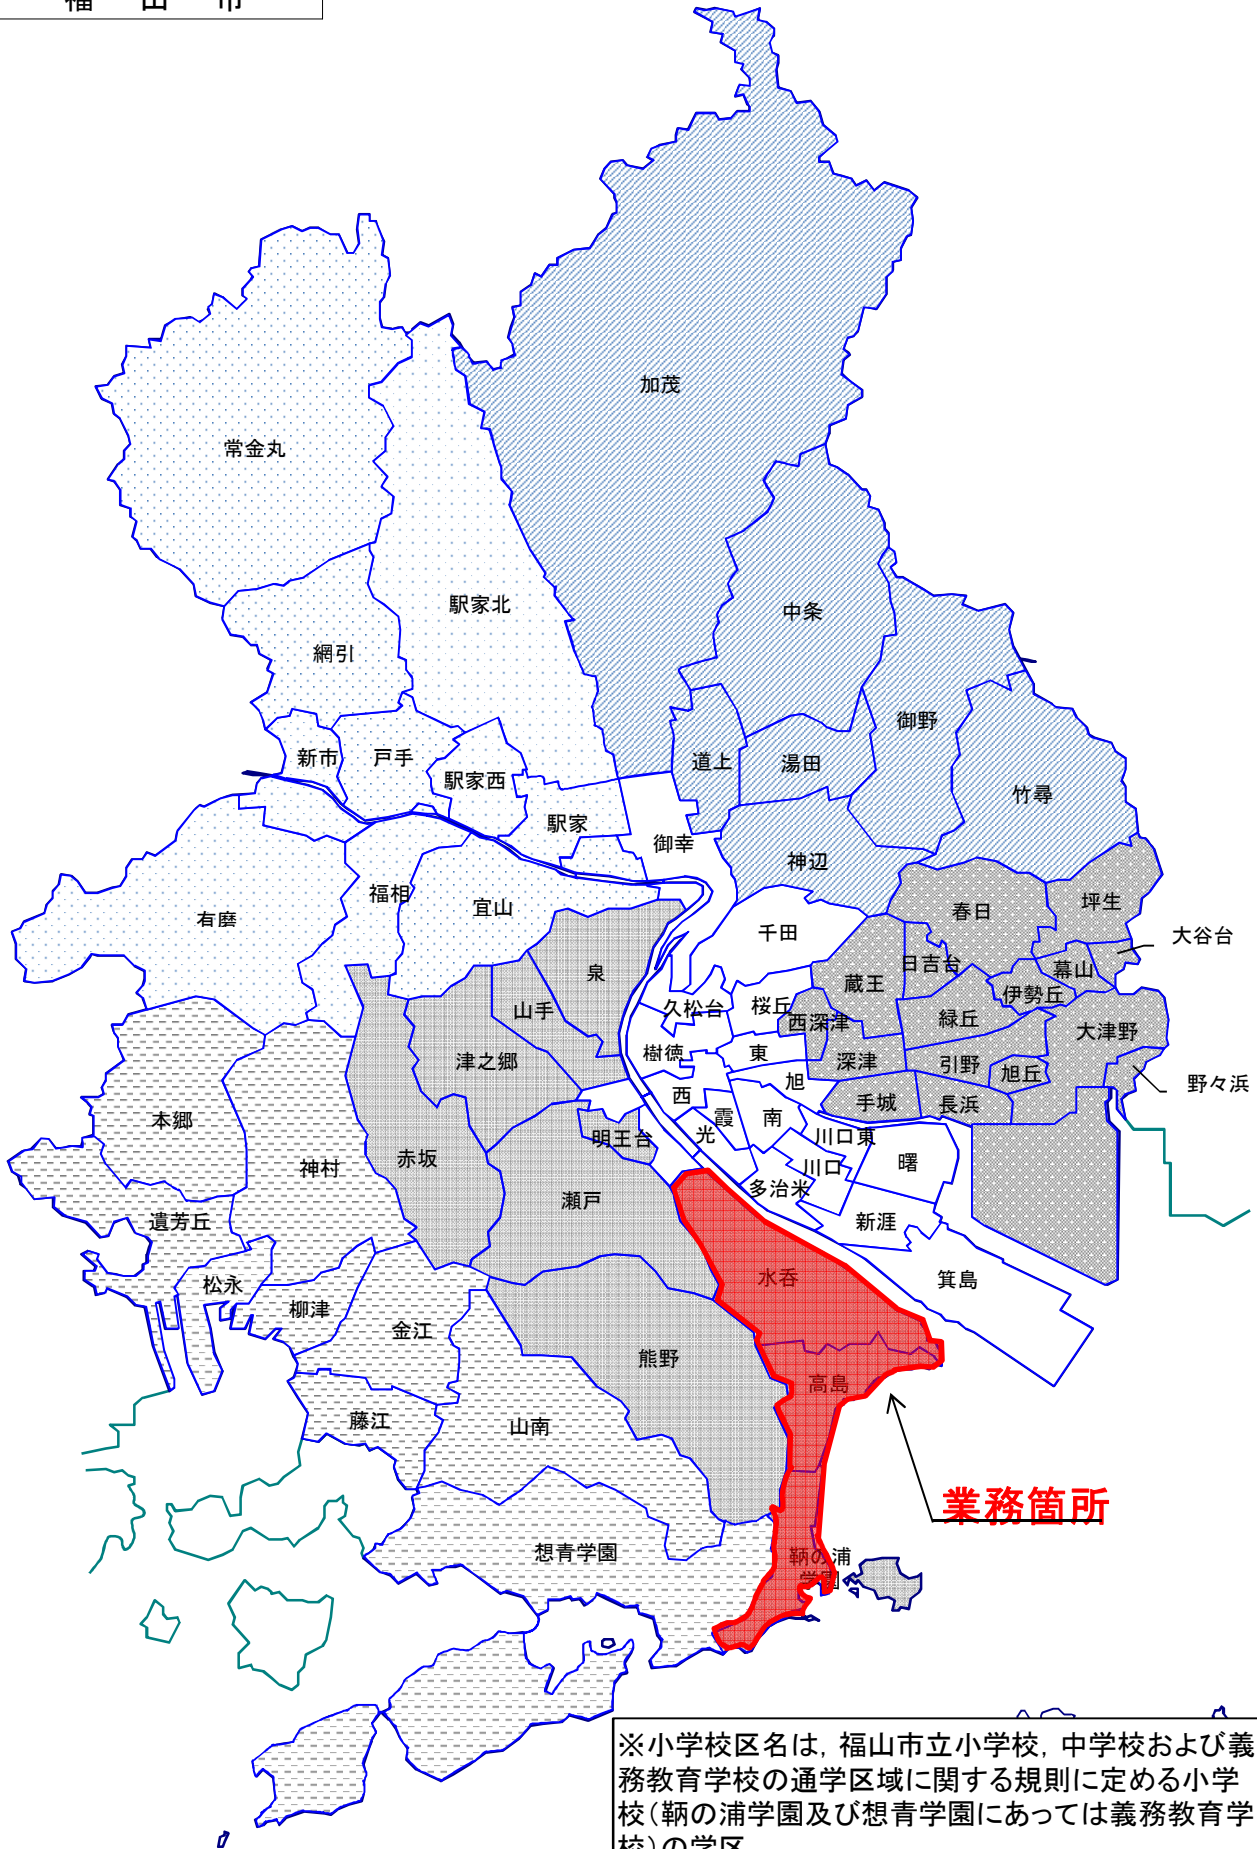 福山市
加茂
常金丸
駅家北
中条
網引
御野
新市
戸手
道上
湯田
駅家西
竹尋
駅家
御幸
神辺
福相
宜山
有磨
春日
坪生
千田
大谷台
泉
日吉台
幕山
蔵王
伊勢丘
山手
久松台
桜丘
西深津
緑丘
大津野
津之郷
樹徳
東
深津
引野
旭丘
旭
野々浜
西
手城
長浜
本郷
明王台
光
霞
南
川口東
赤坂
神村
川口
曙
多治米
瀬戸
遺芳丘
新涯
松永
水呑
箕島
柳津
金江
熊野
高島
藤江
山南
業務箇所
想青学園
鞆の浦
学園
※小学校区名は，福山市立小学校，中学校および義
務教育学校の通学区域に関する規則に定める小学
校（鞆の浦学園及び想青学園にあっては義務教育学
校）の学区